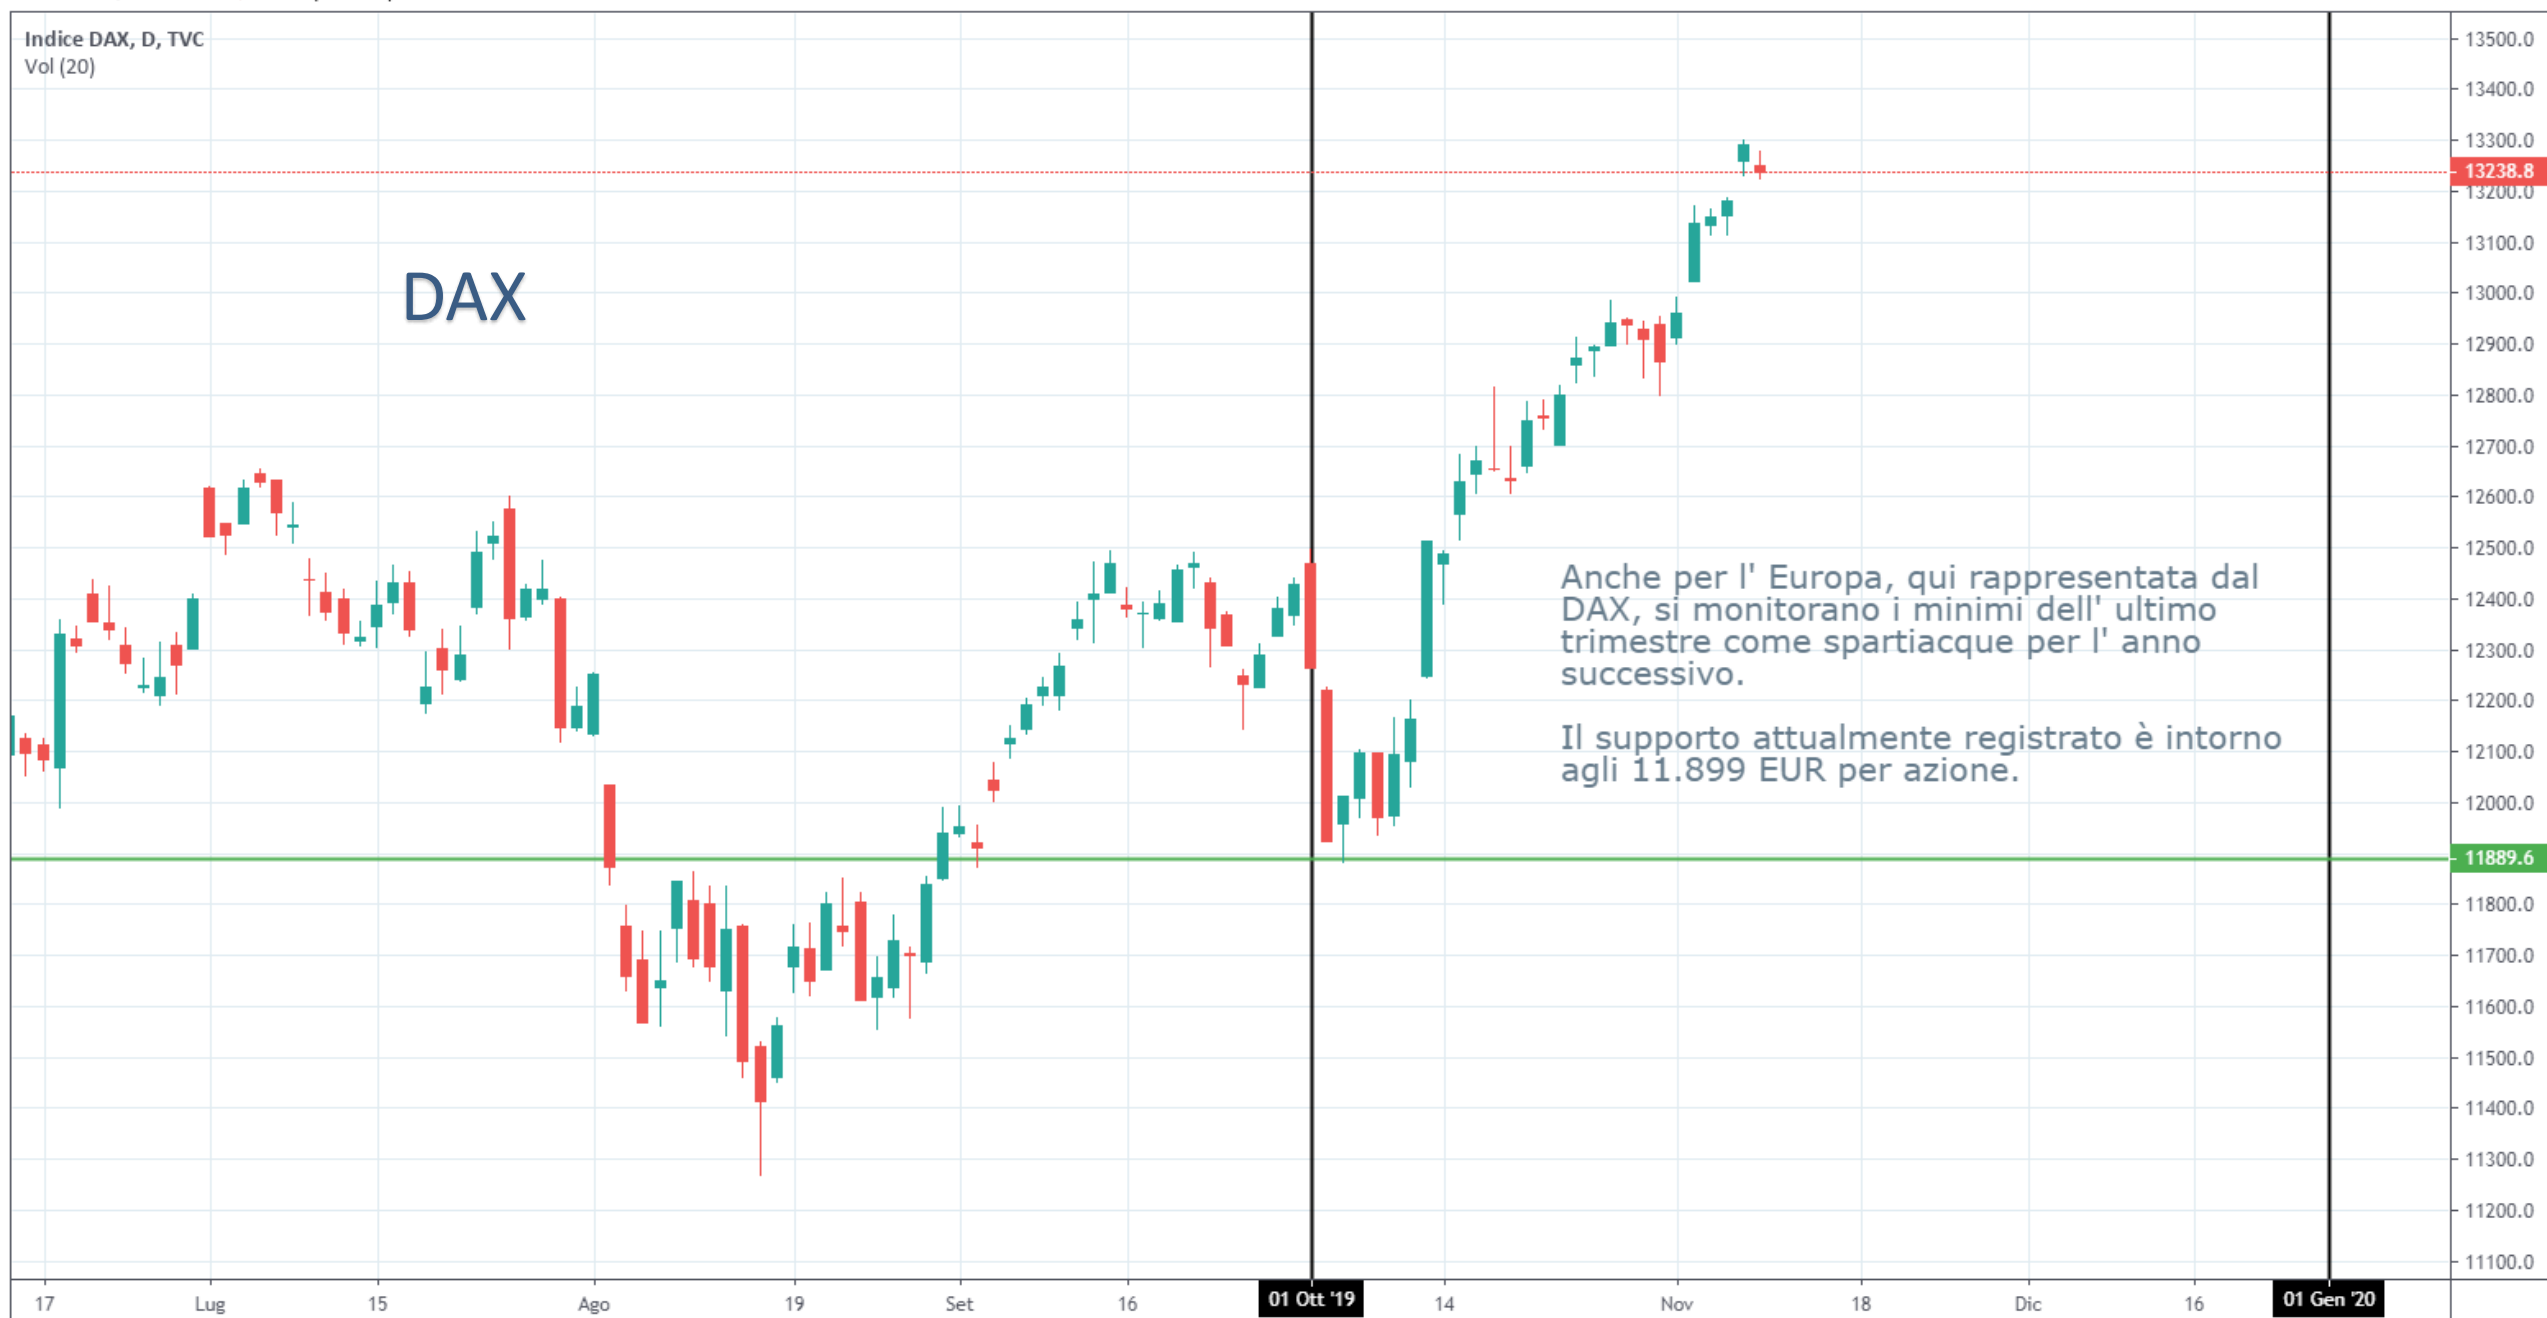 Indice DAX, D, TVC
Vol (20)
DAX
13500.0
13400.0
13300.0
13238.8
13200.0
13100.0
13000.0
12900.0
12800.0
12700.0
12600.0
12500.0
12400.0
12300.0
12200.0
12100.0
12000.0
11889.6
11800.0
11700.0
11600.0
11500.0
11400.0
11300.0
11200.0
11100.0
Anche per l' Europa, qui rappresentata dal
DAX, si monitorano i minimi dell' ultimo
trimestre come spartiacque per l' anno
successivo.
Il supporto attualmente registrato è intorno
agli 11.899 EUR per azione.
17 Lug 15 Ago 19 Set 16 01 Ott '19 14 Nov 18 Dic 16 01 Gen '20